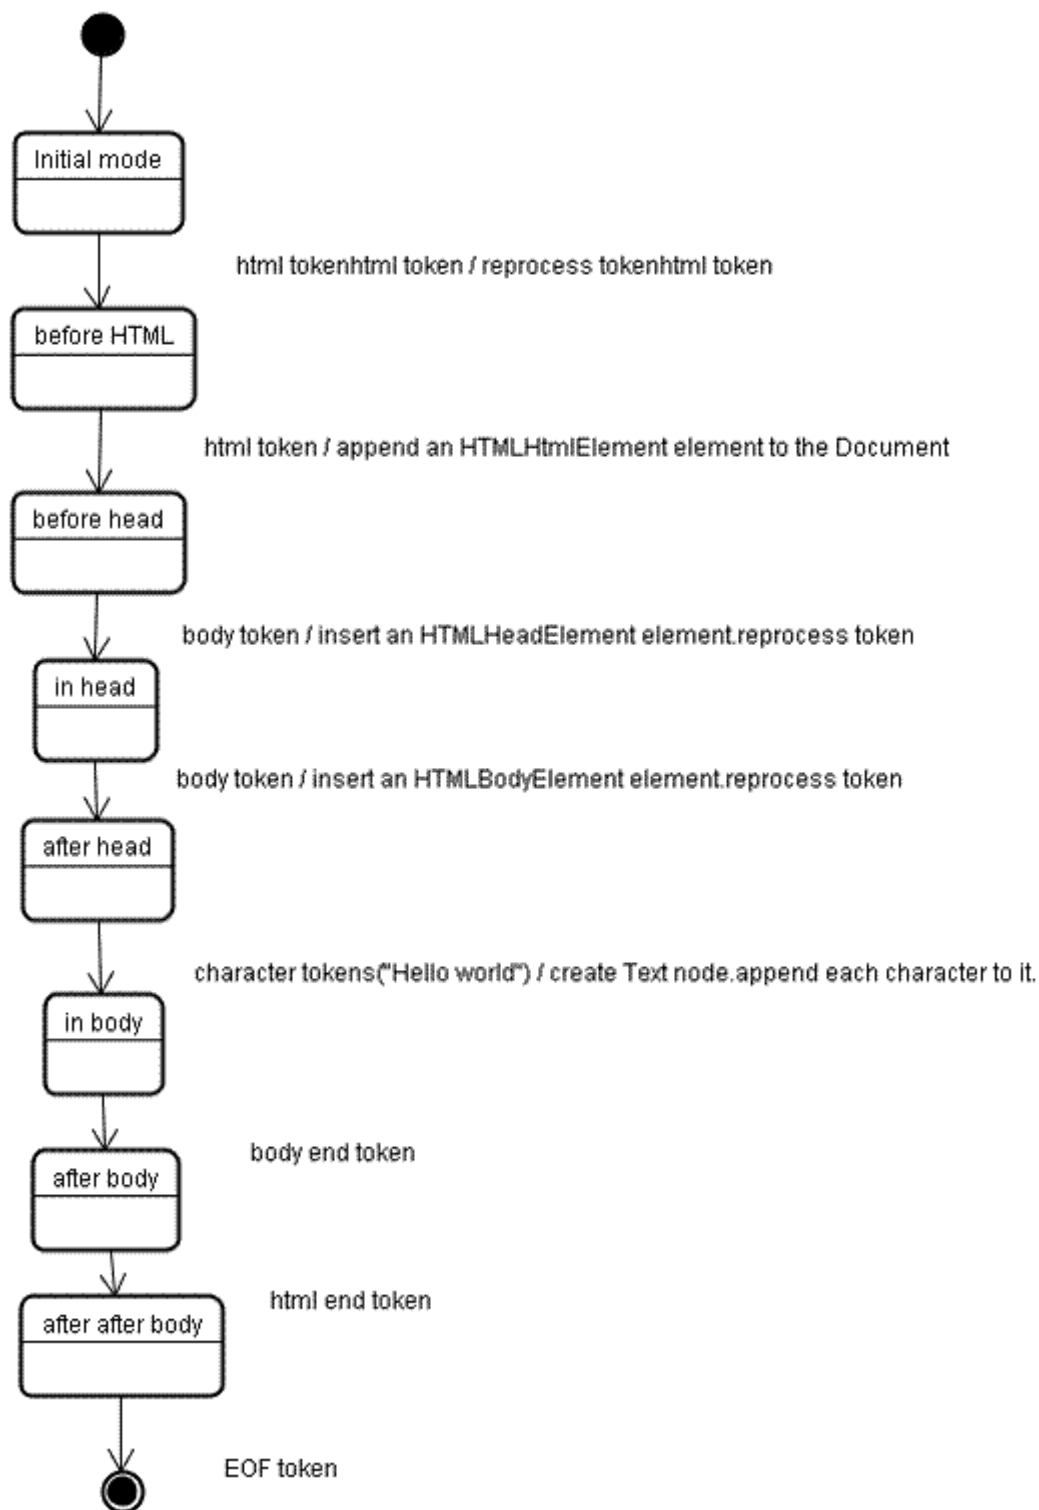 Initial mode
html tokenhtml token / reprocess tokenhtml token
before HTML
html token / append an HTMLHtmlElement element to the Document
before head
body token / insert an HTMLHeadElement element.reprocess token
in head
body token / insert an HTMLBodyElement element.reprocess token
after head
character tokens("Hello world") / create Text node.append each character to it.
in body
body end token
after body
html end token
after after body
EOF token